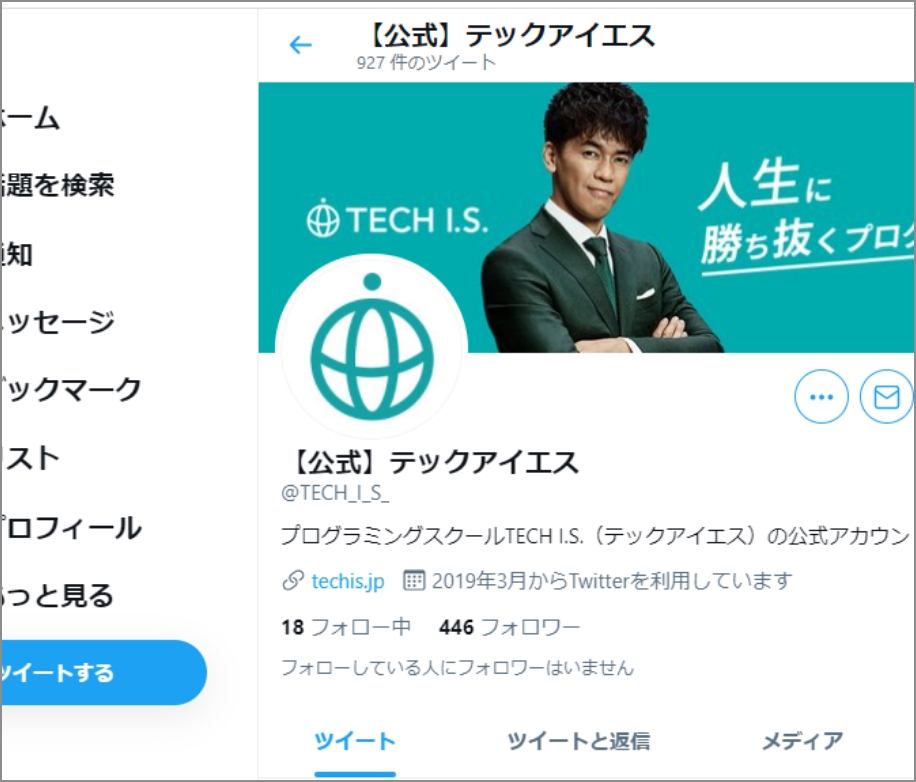 【公式】テックアイエス
927 件のツイート
ーム
題を検索
知
ッセージ
ックマーク
スト
ロフィール
っと見る
ツイートする
TECH I.S.
人生に
勝ち抜くプログ
【公式】テックアイエス
@TECH_I_S_
プログラミングスクールTECH I.S.（テックアイエス）の公式アカウン
techis.jp 2019年3月からTwitterを利用しています
18 フォロー中 446 フォロワー
フォローしている人にフォロワーはいません
ツイート ツイートと返信 メディア